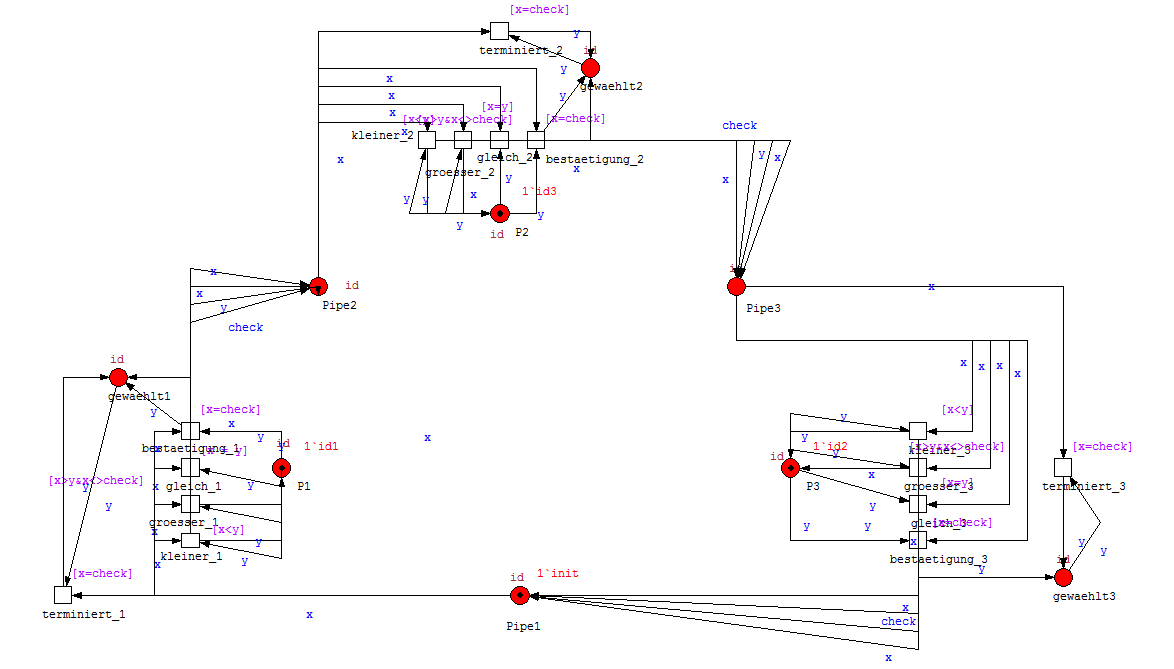 [x=check]
y
terminiert_2
id
y
gewaehlt2
x
x
y
[x=y]
x
[x<y]
[x>y&x<>check]
[x=check]
x
kleiner_2
check
gleich_2
y
x
x
bestaetigung_2
groesser_2
x
y
x
y
y
x
1`id3
y
y
id
P2
id
x
id
Pipe2
x
y
check
x
Pipe3
id
gewaehlt1
y
[x=check]
x
y
id
1`id1
bestaetigung_1
[x>y&x<>check]
gleich_1
y
P1
y
x
groesser_1
x
[x<y]
y
kleiner_1
y
x
[x=check]
terminiert_1
x
x
x
x
x
x
[x<y]
y
y
1`id2
id
y
kleiner_3
[x>y&x<>check]
[x=check]
x
P3
groesser_3
[x=y]
terminiert_3
y
y
y
gleich_3
[x=check]
x
y
y
bestaetigung_3
id
y
gewaehlt3
id
1`init
Pipe1
x
check
x